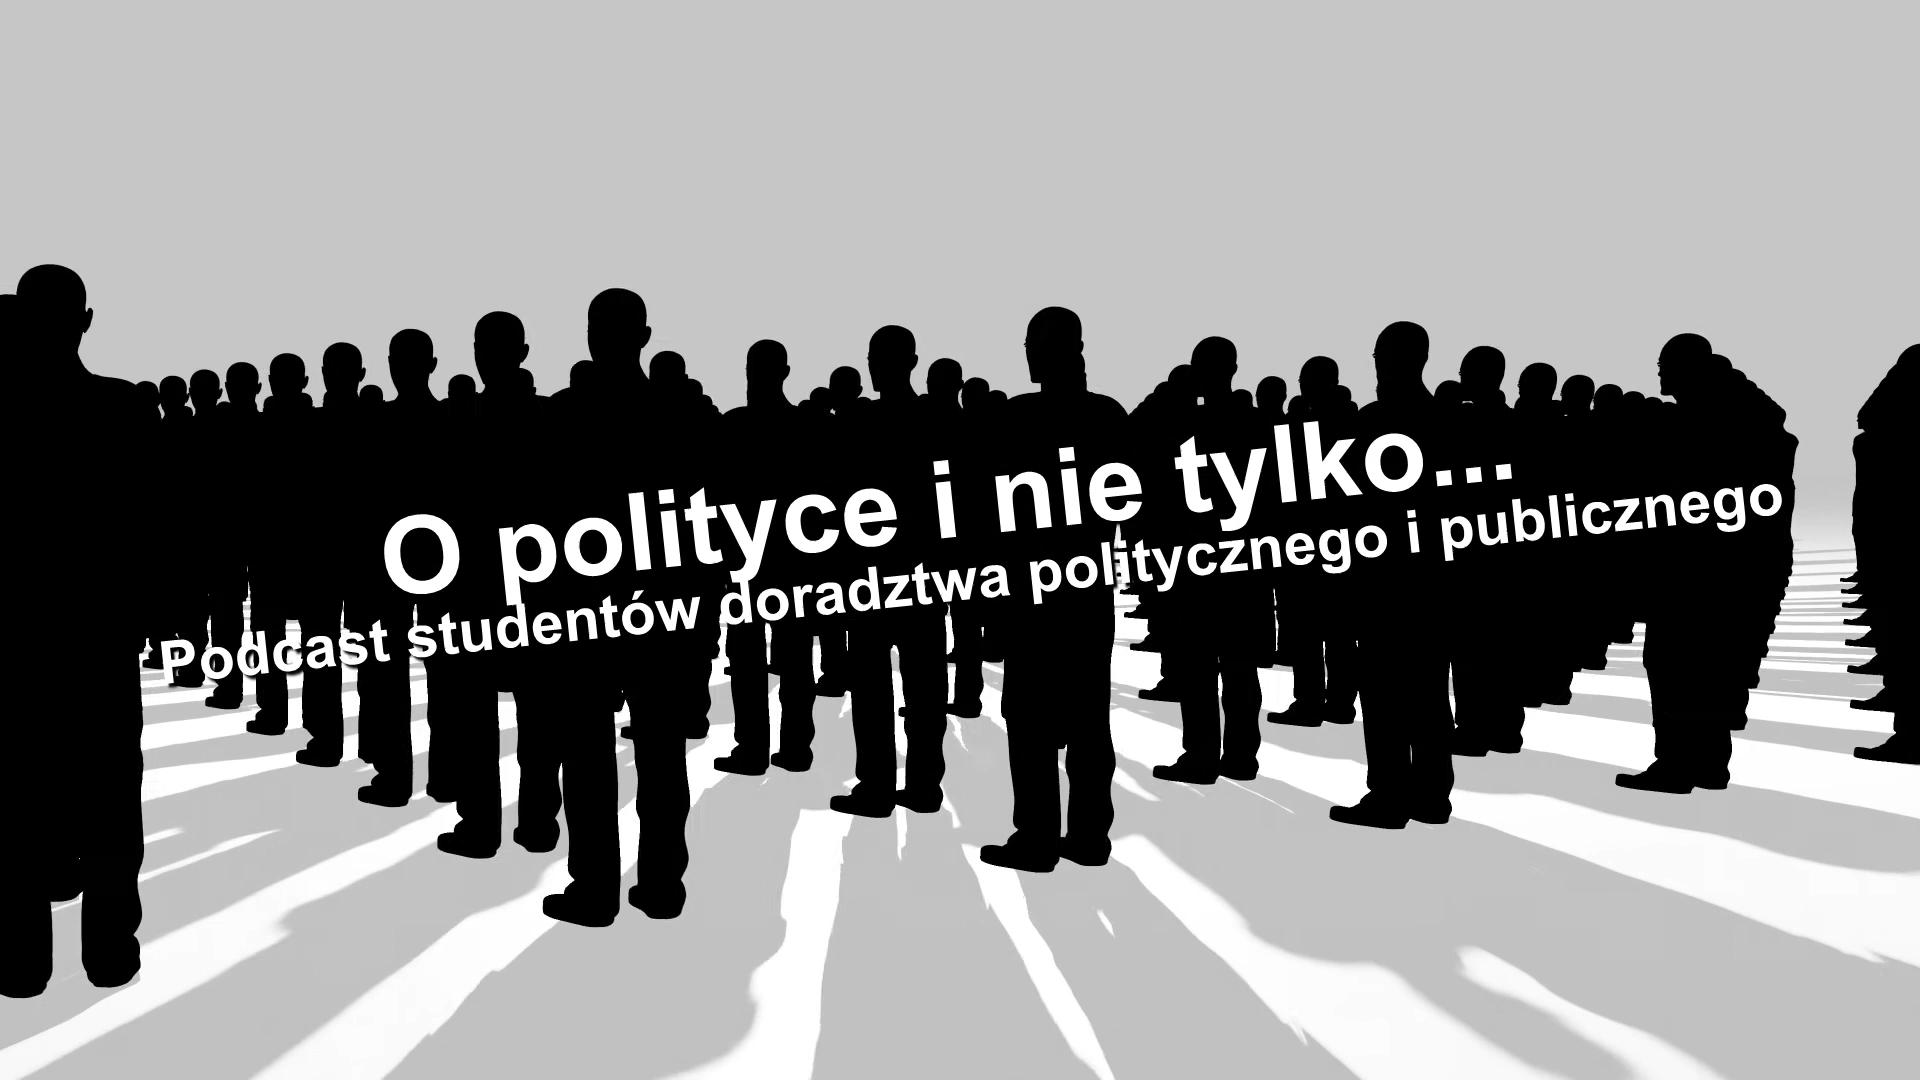 O polityce i nie tylko...
Podcast studentów doradztwa politycznego i publicznego